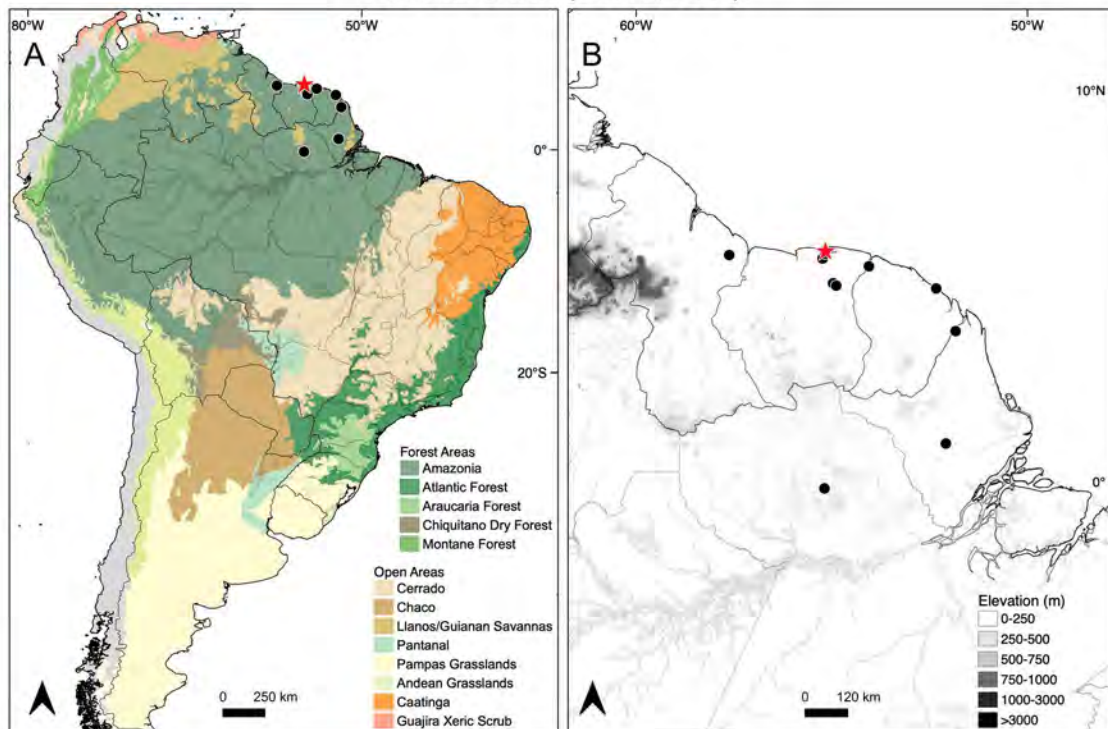 80°W
50°W
A
0°
20°S
Forest Areas
Amazonia
Atlantic Forest
Araucaria Forest
Chiquitano Dry Forest
Montane Forest
Open Areas
Cerrado
Chaco
Llanos/Guianan Savannas
Pantanal
Pampas Grasslands
Andean Grasslands
Caatinga
Guajira Xeric Scrub
0 250 km
60°W
50°W
B
10°N
0°
Elevation (m)
0-250
250-500
500-750
750-1000
1000-3000
>3000
0 120 km